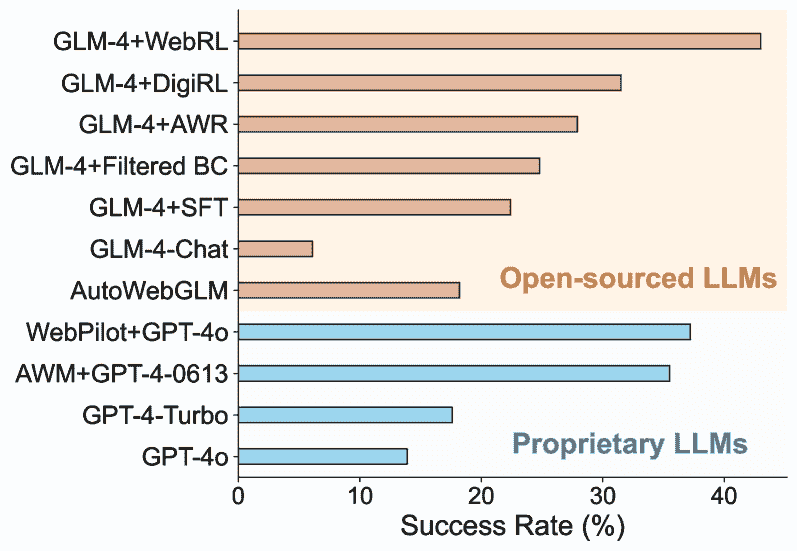 GLM-4+WebRL
GLM-4+DigiRL
GLM-4+AWR
GLM-4+Filtered BC
GLM-4+SFT
GLM-4-Chat
AutoWebGLM
Open-sourced LLMs
WebPilot+GPT-4o
AWM+GPT-4-0613
GPT-4-Turbo
Proprietary LLMs
GPT-4o
0 10 20 30 40
Success Rate (%)